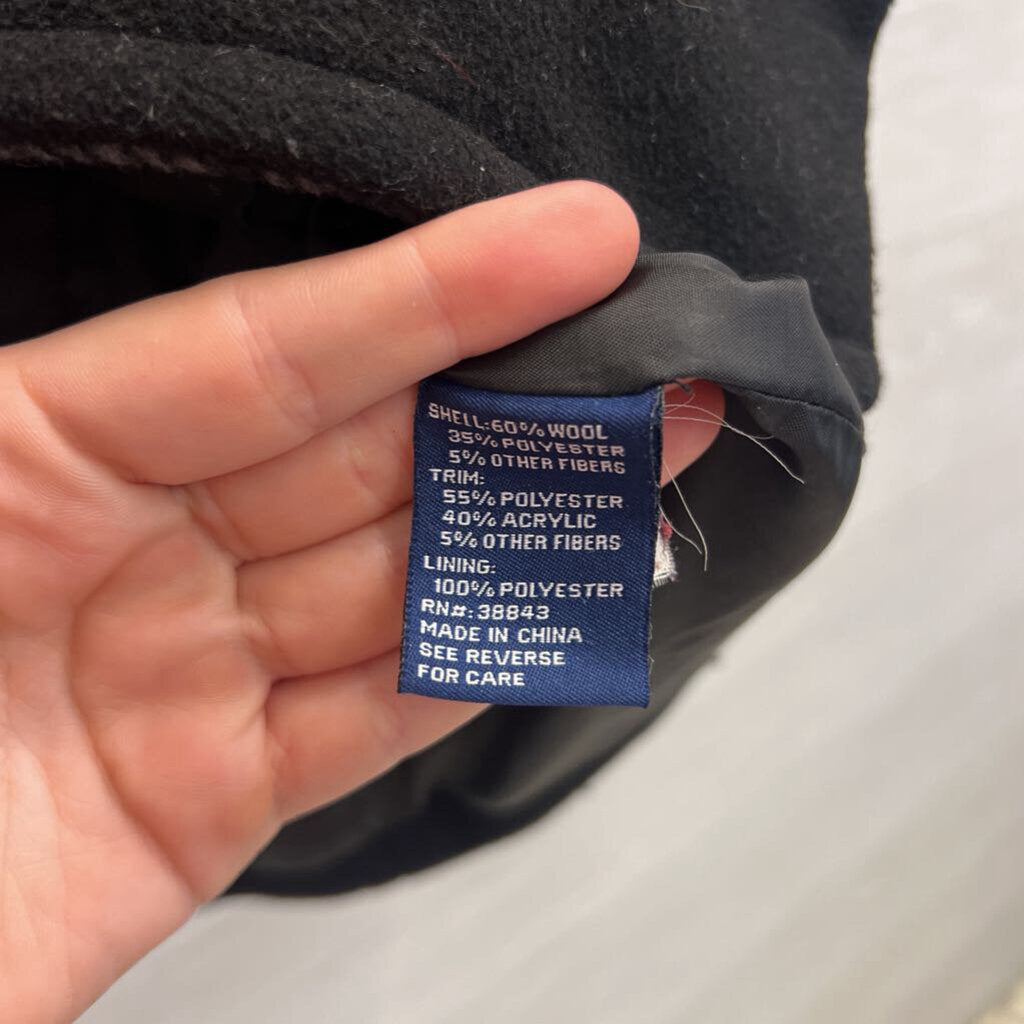 SHELL:60% WOOL
35% POLYESTER
5% OTHER FIBERS
TRIM:
55% POLYESTER
40% ACRYLIC
5% OTHER FIBERS
LINING:
100% POLYESTER
RN#: 38843
MADE IN CHINA
SEE REVERSE
FOR CARE